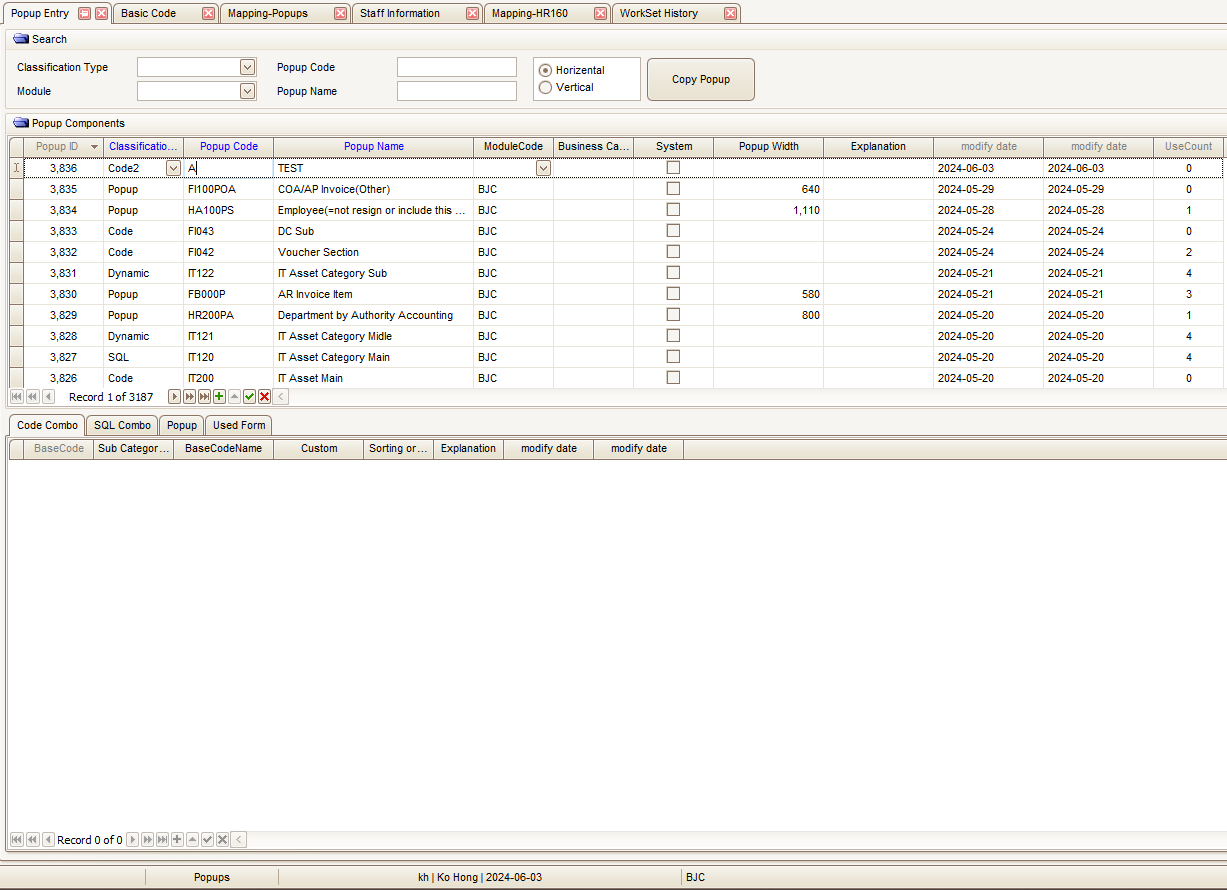 Popup Entry Basic Code Mapping-Popups Staff Information Mapping-HR160 WorkSet History
Search
Classification Type Popup Code Horizental
Module Popup Name Vertical
Copy Popup
Popup Components
Popup ID Classificatio... Popup Code Popup Name ModuleCode Business Ca... System Popup Width Explanation modify date modify date UseCount
3,836 Code2 A TEST 2024-06-03 2024-06-03 0
3,835 Popup FI100POA COA/AP Invoice(Other) BJC 640 2024-05-29 2024-05-29 0
3,834 Popup HA100PS Employee(=not resign or include this ... BJC 1,110 2024-05-28 2024-05-28 1
3,833 Code FI043 DC Sub BJC 2024-05-24 2024-05-24 0
3,832 Code FI042 Voucher Section BJC 2024-05-24 2024-05-24 2
3,831 Dynamic IT122 IT Asset Category Sub BJC 2024-05-21 2024-05-21 4
3,830 Popup FB000P AR Invoice Item BJC 580 2024-05-21 2024-05-21 3
3,829 Popup HR200PA Department by Authority Accounting BJC 800 2024-05-20 2024-05-20 1
3,828 Dynamic IT121 IT Asset Category Midle BJC 2024-05-20 2024-05-20 4
3,827 SQL IT120 IT Asset Category Main BJC 2024-05-20 2024-05-20 4
3,826 Code IT200 IT Asset Main BJC 2024-05-20 2024-05-20 0
Record 1 of 3187
Code Combo SQL Combo Popup Used Form
BaseCode Sub Categor... BaseCodeName Custom Sorting or... Explanation modify date modify date
Record 0 of 0
Popups kh | Ko Hong | 2024-06-03 BJC